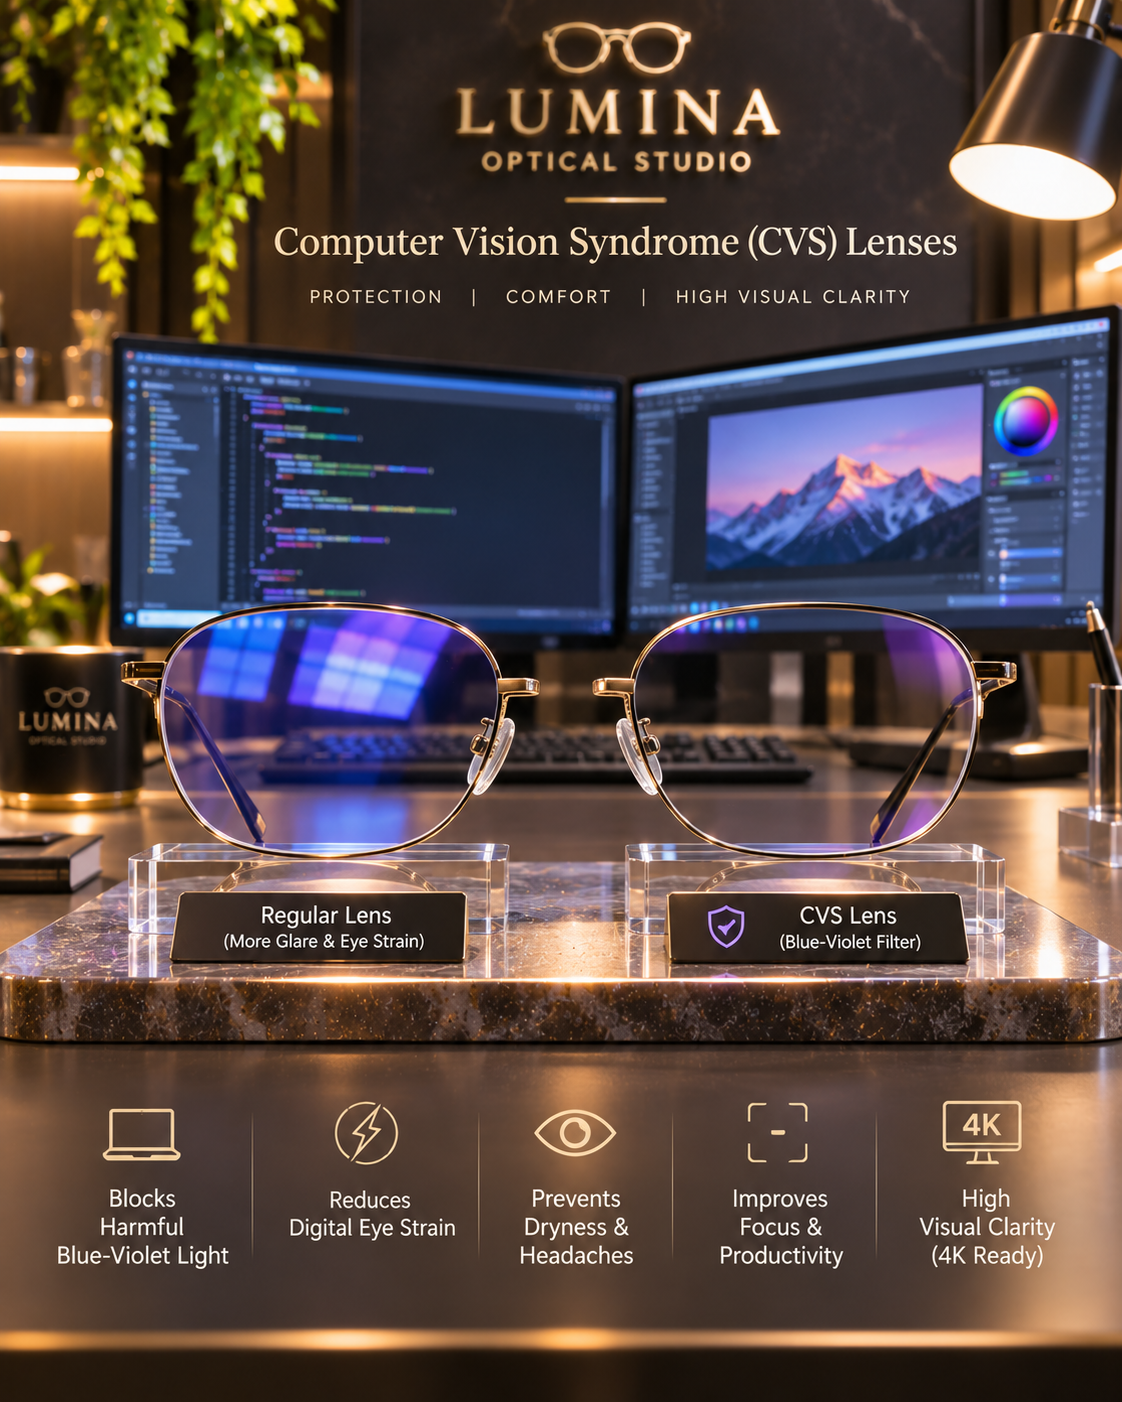 LUMINA
OPTICAL STUDIO
Computer Vision Syndrome (CVS) Lenses
PROTECTION | COMFORT | HIGH VISUAL CLARITY
LUMINA
OPTICAL STUDIO
Regular Lens
(More Glare & Eye Strain)
CVS Lens
(Blue-Violet Filter)
Blocks
Harmful
Blue-Violet Light
Reduces
Digital Eye Strain
Prevents
Dryness &
Headaches
Improves
Focus &
Productivity
4K
High
Visual Clarity
(4K Ready)